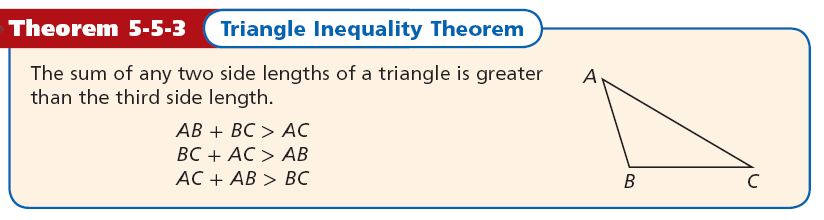 Theorem 5-5-3 Triangle Inequality Theorem
The sum of any two side lengths of a triangle is greater
than the third side length.
AB + BC > AC
BC + AC > AB
AC + AB > BC
A
B
C